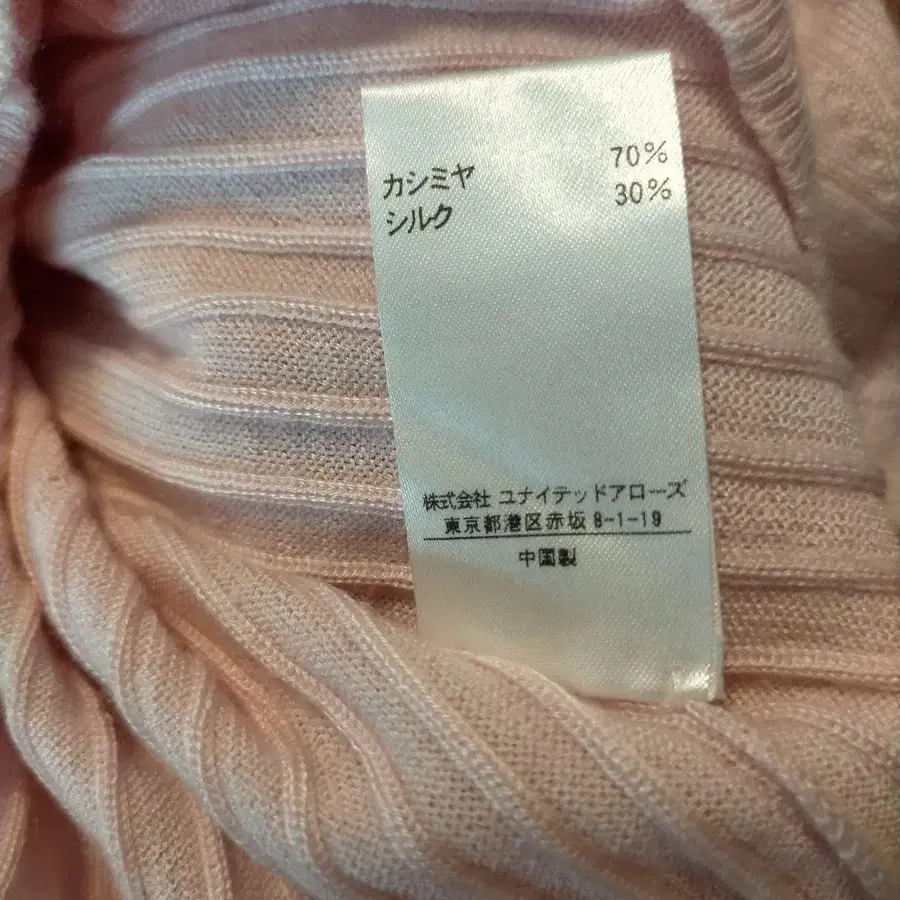 カシミヤ 70%
シルク 30%
株式会社 ユナイテッドアローズ
東京都港区赤坂 8-1-19
中国製